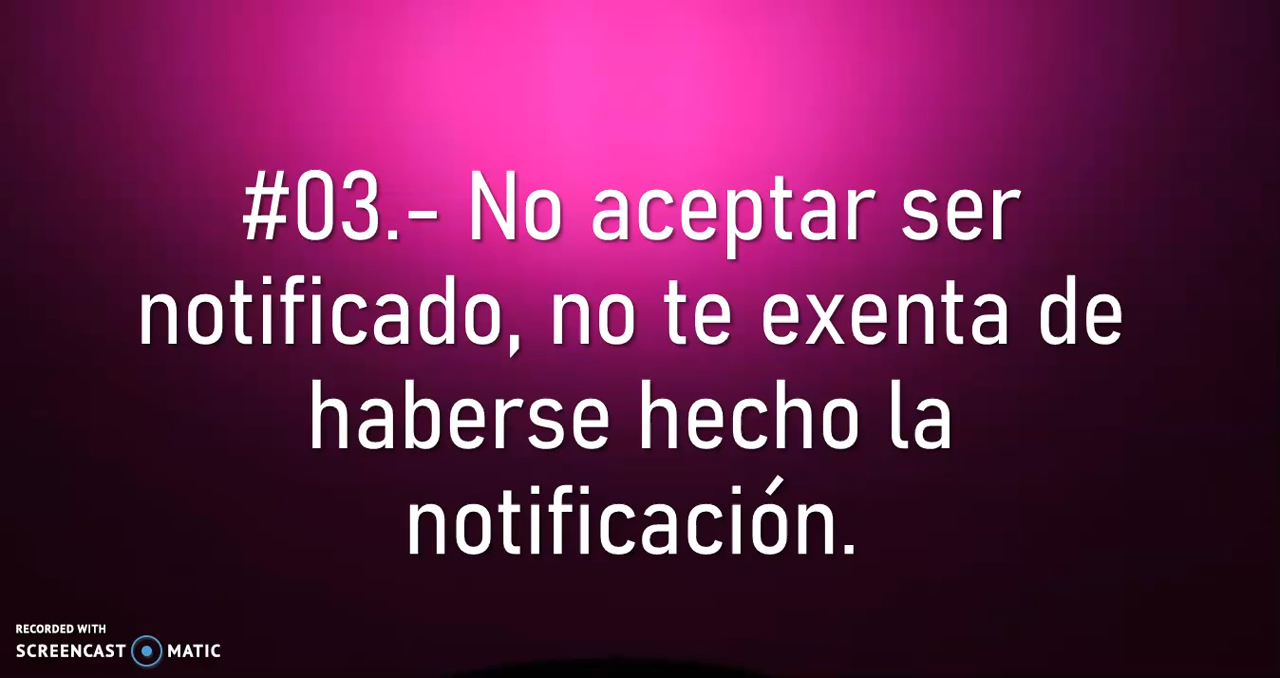 #03.- No aceptar ser
notificado, no te exenta de
haberse hecho la
notificación.
RECORDED WITH
SCREENCAST MATIC